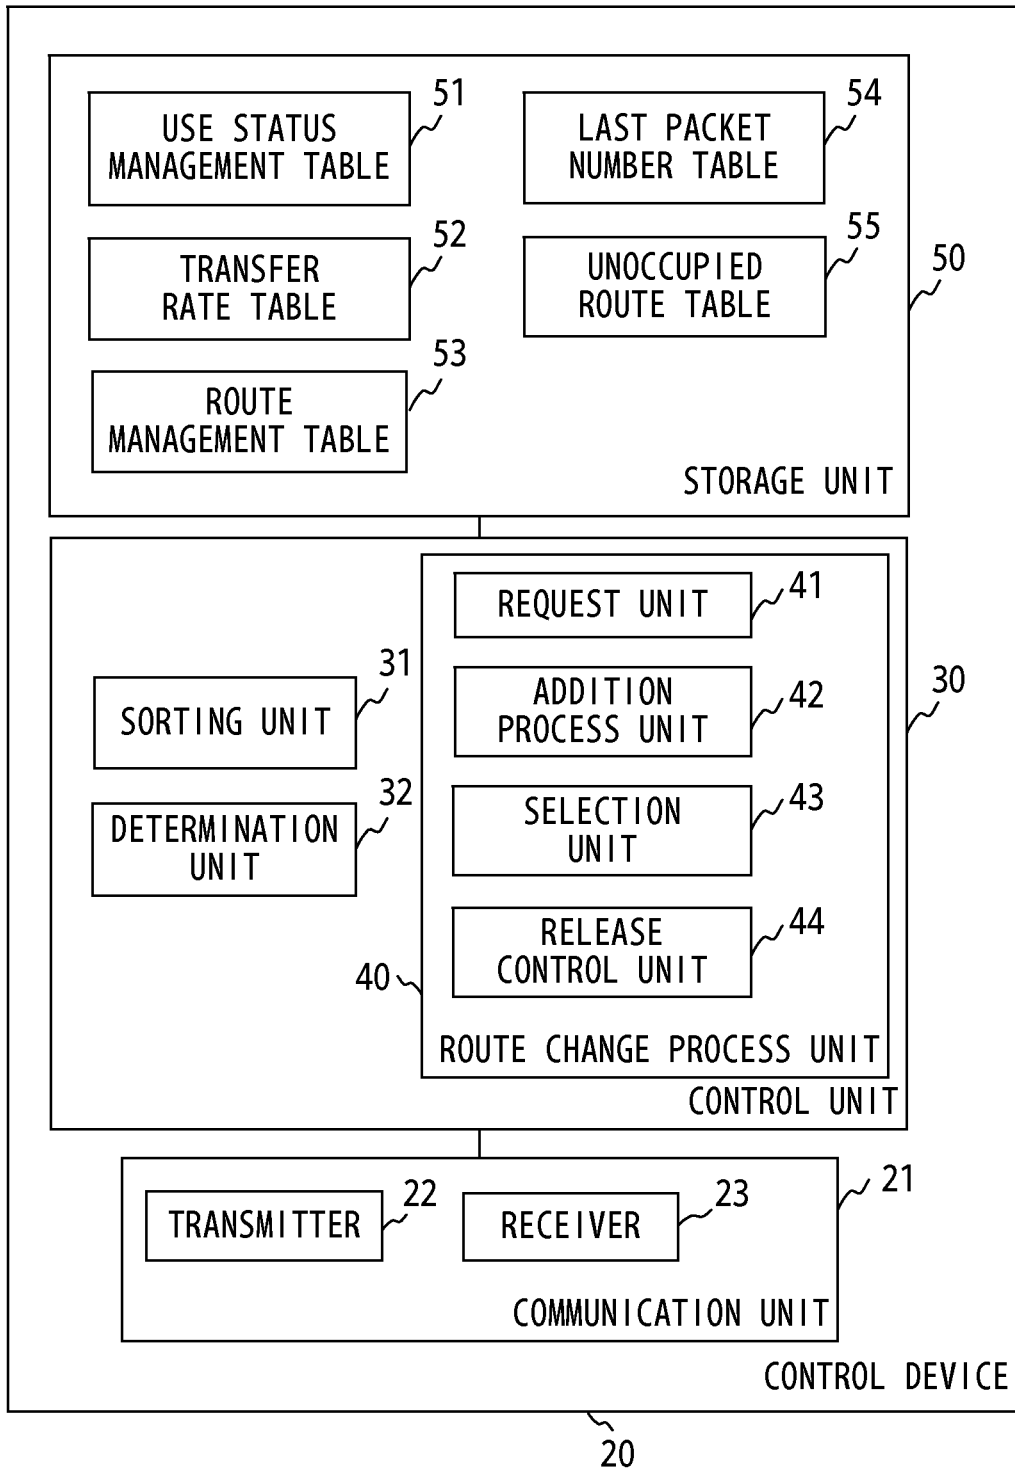 51
USE STATUS
MANAGEMENT TABLE
54
LAST PACKET
NUMBER TABLE
52
TRANSFER
RATE TABLE
55
UNOCCUPIED
ROUTE TABLE
50
53
ROUTE
MANAGEMENT TABLE
STORAGE UNIT
41
REQUEST UNIT
31
SORTING UNIT
42
ADDITION
PROCESS UNIT
30
32
DETERMINATION
UNIT
43
SELECTION
UNIT
44
RELEASE
CONTROL UNIT
40
ROUTE CHANGE PROCESS UNIT
CONTROL UNIT
21
22
TRANSMITTER
23
RECEIVER
COMMUNICATION UNIT
CONTROL DEVICE
20